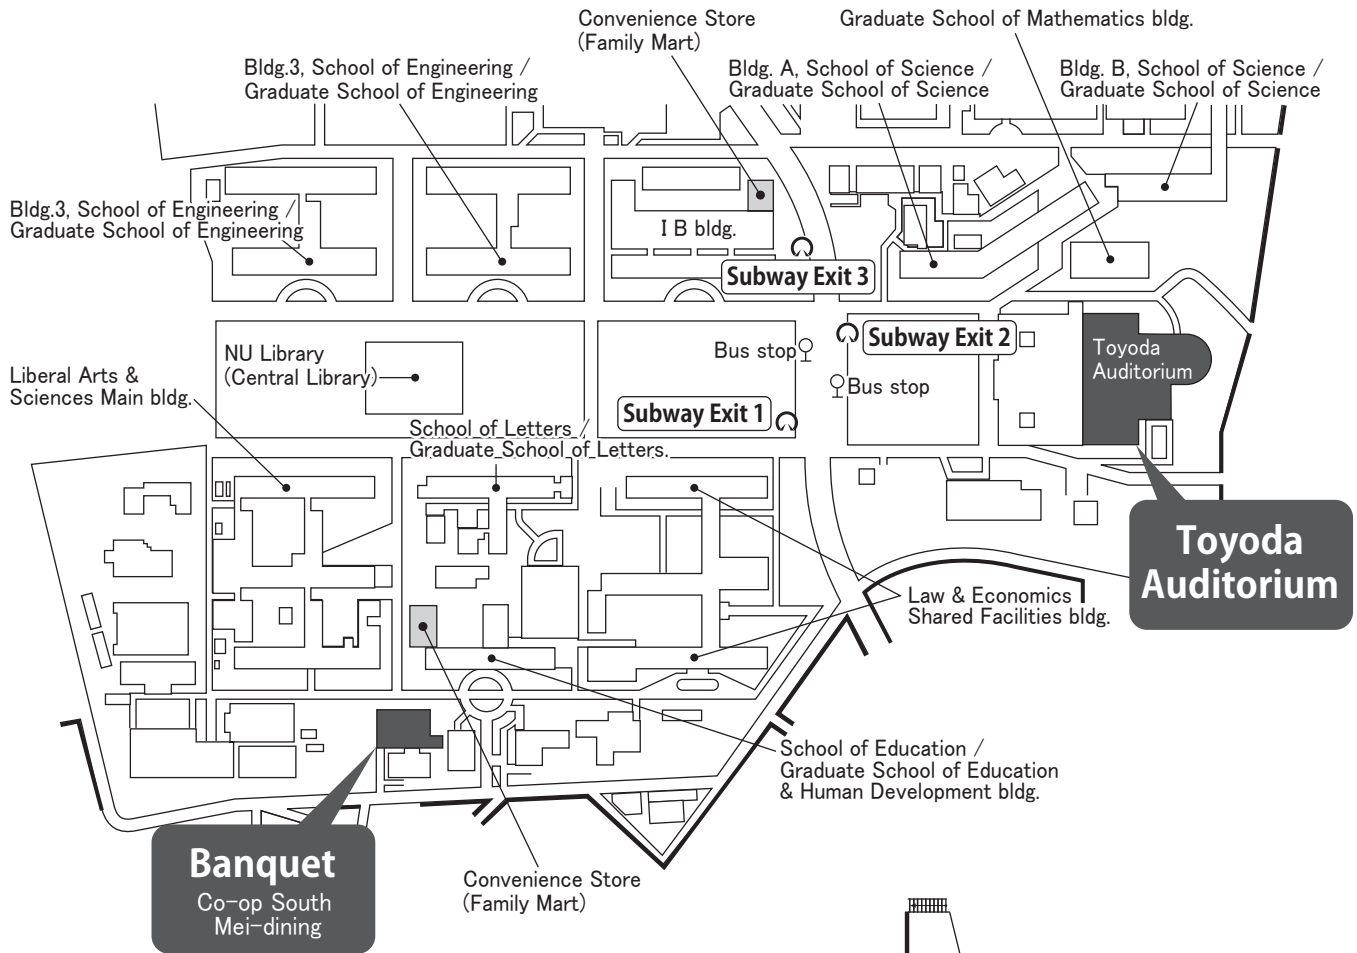 Convenience Store
(Family Mart)
Graduate School of Mathematics bldg.
Bldg.3, School of Engineering /
Graduate School of Engineering
Bldg. A, School of Science /
Graduate School of Science
Bldg. B, School of Science /
Graduate School of Science
Bldg.3, School of Engineering /
Graduate School of Engineering
I B bldg.
Subway Exit 3
Subway Exit 2
Bus stop
Bus stop
Toyoda
Auditorium
NU Library
(Central Library)
Liberal Arts &
Sciences Main bldg.
Subway Exit 1
School of Letters /
Graduate School of Letters.
Toyoda
Auditorium
Law & Economics
Shared Facilities bldg.
School of Education /
Graduate School of Education
& Human Development bldg.
Banquet
Co-op South
Mei-dining
Convenience Store
(Family Mart)